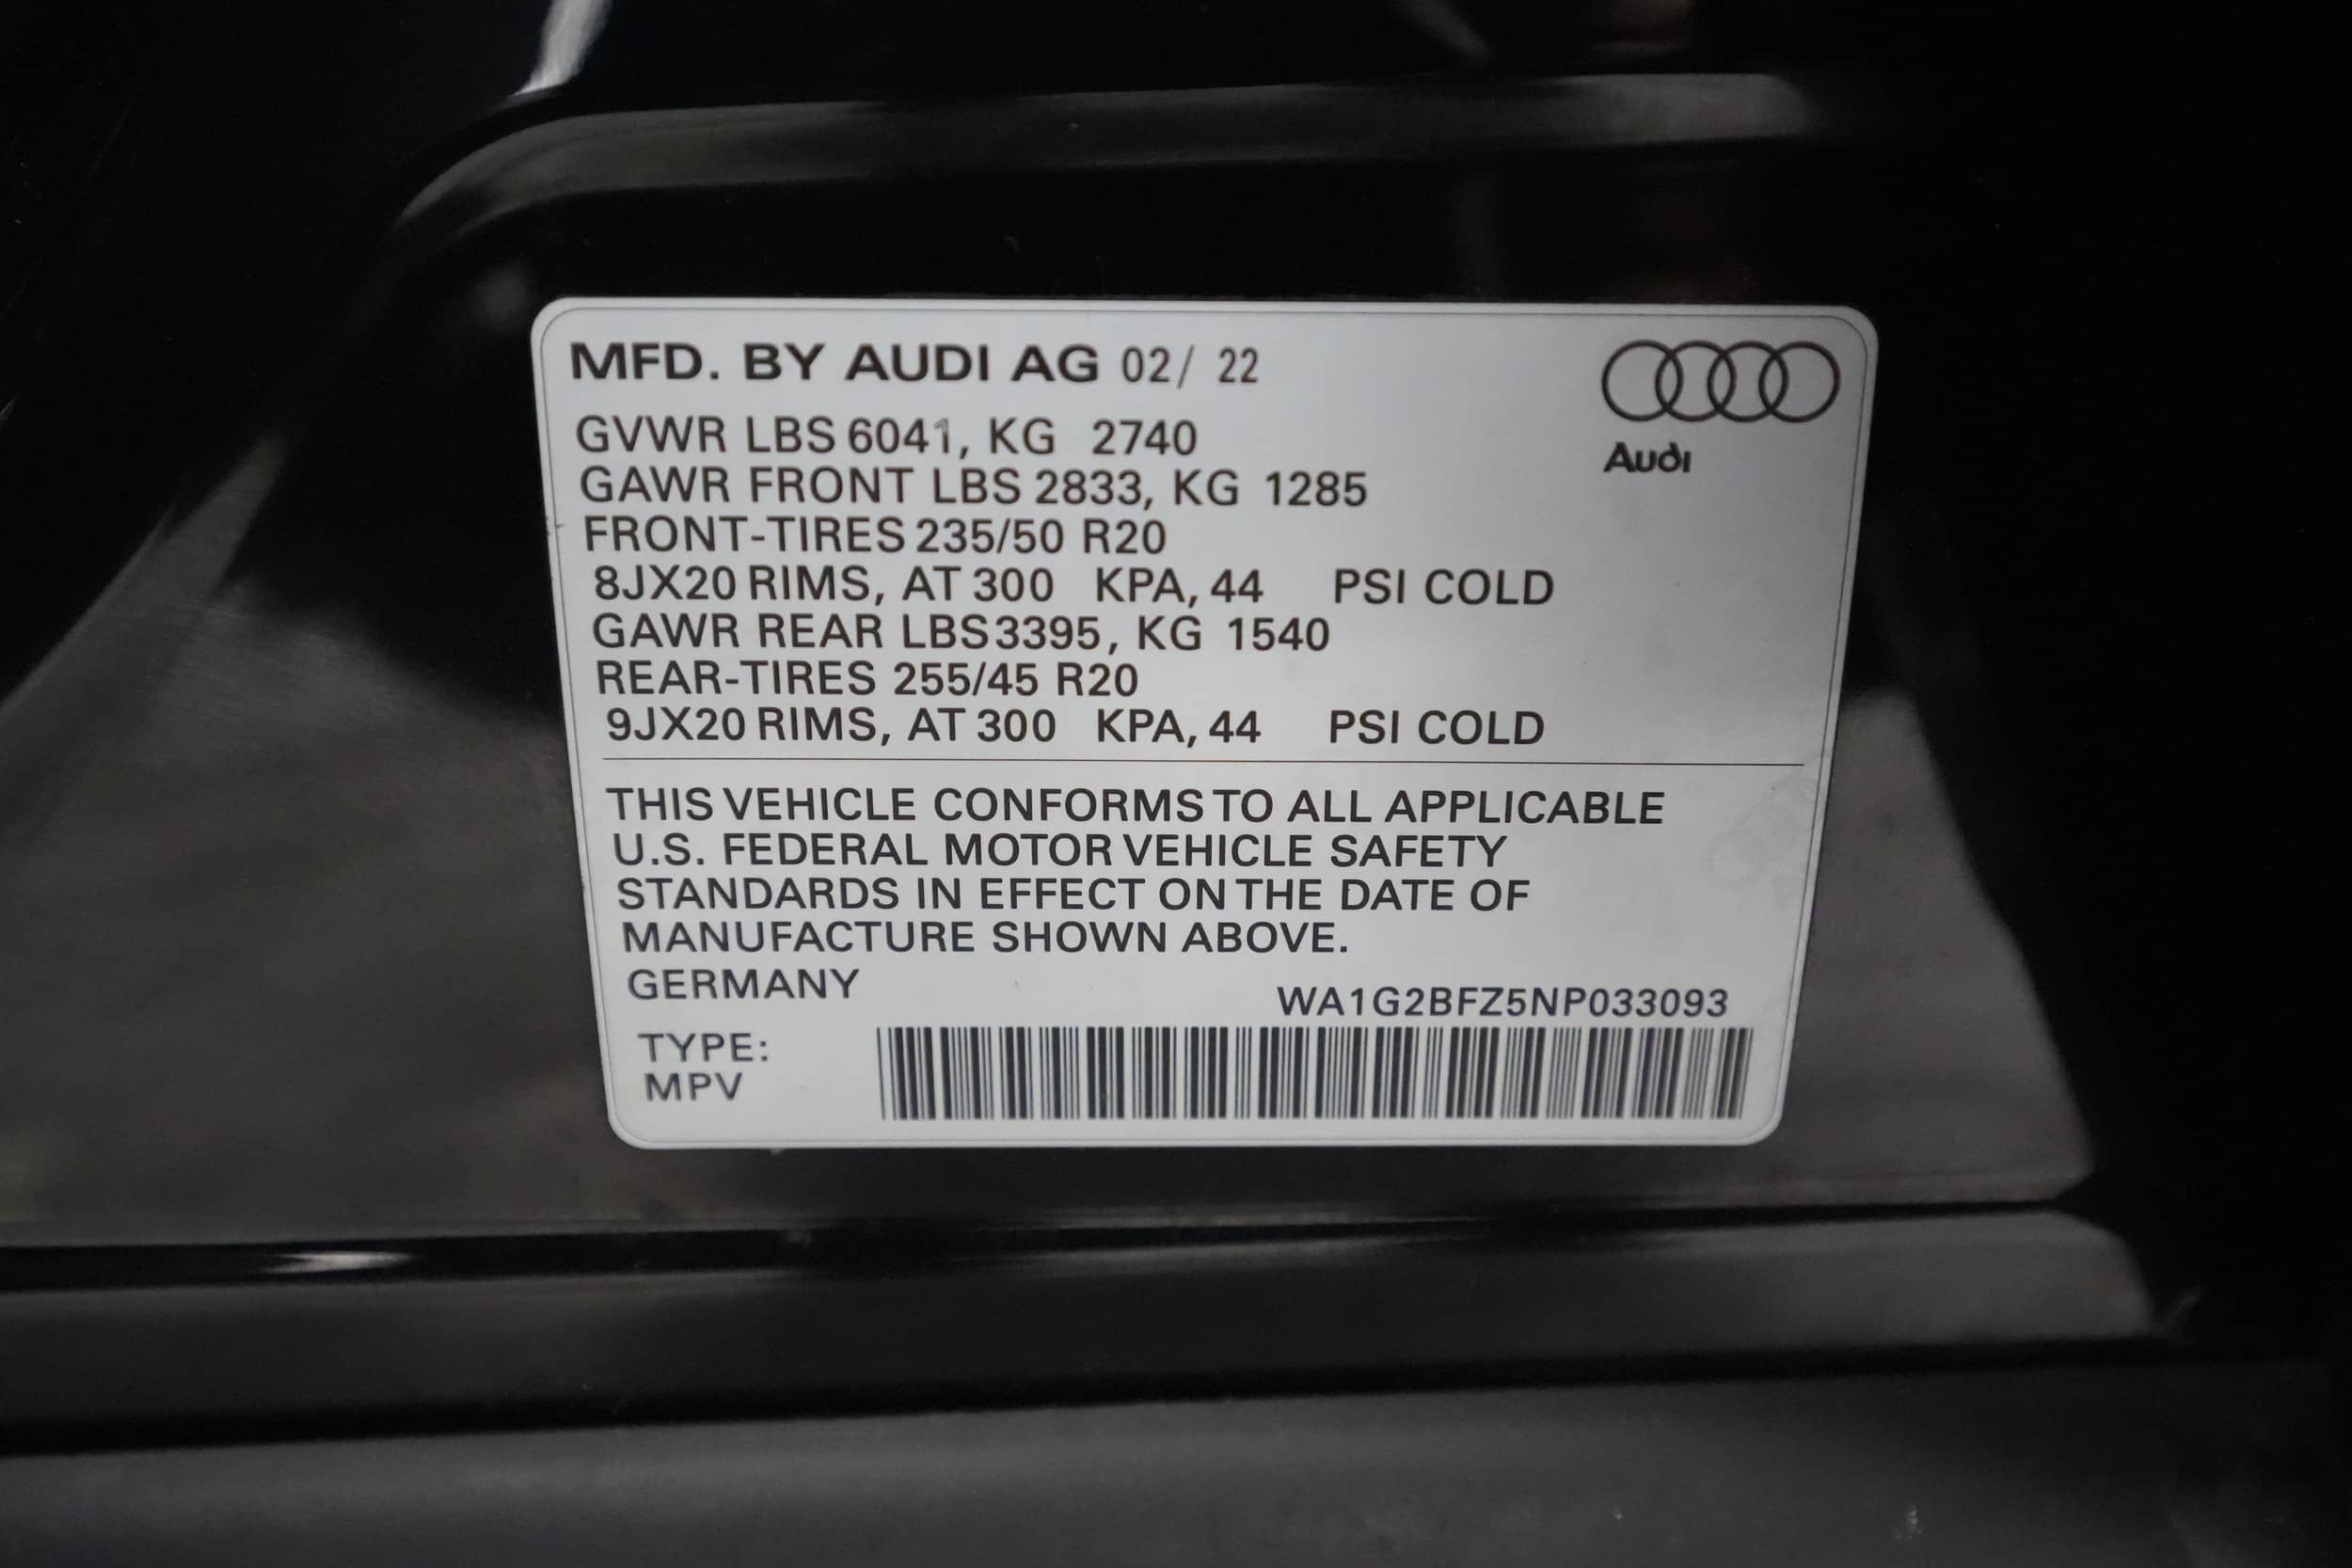 MFD. BY AUDI AG 02/ 22
Audi
GVWR LBS 6041, KG 2740
GAWR FRONT LBS 2833, KG 1285
FRONT-TIRES 235/50 R20
8JX20 RIMS, AT 300 KPA, 44 PSI COLD
GAWR REAR LBS 3395, KG 1540
REAR-TIRES 255/45 R20
9JX20 RIMS, AT 300 KPA, 44 PSI COLD
THIS VEHICLE CONFORMS TO ALL APPLICABLE
U.S. FEDERAL MOTOR VEHICLE SAFETY
STANDARDS IN EFFECT ON THE DATE OF
MANUFACTURE SHOWN ABOVE.
GERMANY
WA1G2BFZ5NP033093
TYPE:
MPV